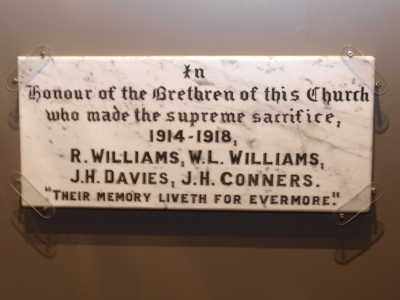 In
Honour of the Brethren of this Church
who made the supreme sacrifice,
1914-1918,
R. WILLIAMS, W.L. WILLIAMS,
J.H. DAVIES, J.H. CONNERS.
"THEIR MEMORY LIVETH FOR EVERMORE."